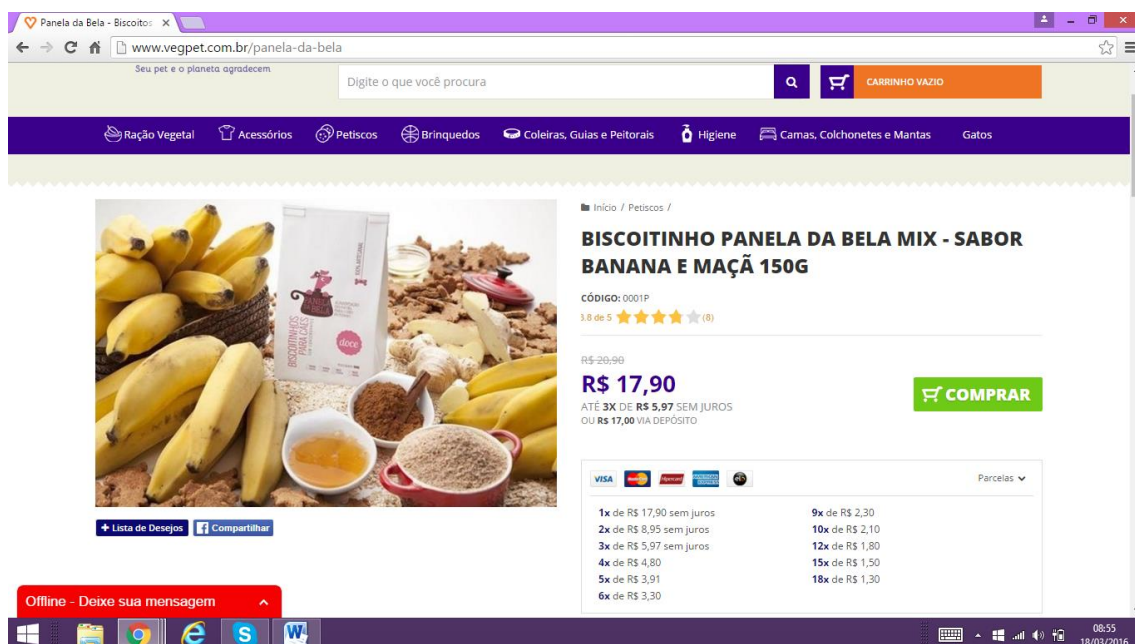 Panela da Bela - Biscoitos
www.vegpet.com.br/panela-da-bela
Seu pet e o planeta agradecem
Digite o que você procura
CARRINHO VAZIO
Ração Vegetal Acessórios Petiscos Brinquedos Coleiras, Guias e Peitorais Higiene Camas, Colchonetes e Mantas Gatos
Início / Petiscos /
BISCOITINHO PANELA DA BELA MIX - SABOR
BANANA E MAÇÃ 150G
CÓDIGO: 0001P
3.8 de 5 (8)
R$ 20,90
R$ 17,90
ATÉ 3X DE R$ 5,97 SEM JUROS
OU R$ 17,00 VIA DEPÓSITO
COMPRAR
PANELA
DA BELA
BISCOITINHOS
PARA CÃES
doce
100% ARTESANAL
+ Lista de Desejos
Compartilhar
VISA
Parcelas
1x de R$ 17,90 sem juros
2x de R$ 8,95 sem juros
3x de R$ 5,97 sem juros
4x de R$ 4,80
5x de R$ 3,91
6x de R$ 3,30
9x de R$ 2,30
10x de R$ 2,10
12x de R$ 1,80
15x de R$ 1,50
18x de R$ 1,30
Offline - Deixe sua mensagem
08:55
18/03/2016